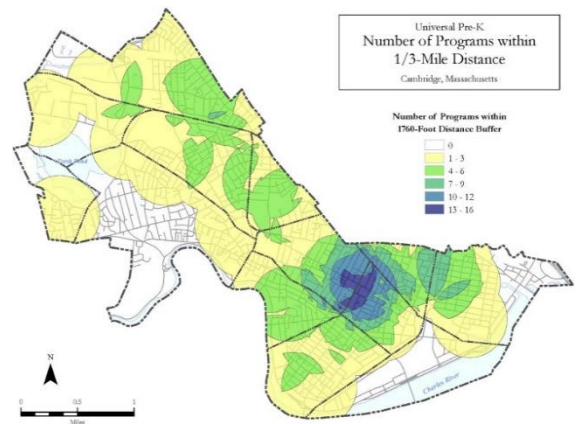 Universal Pre-K
Number of Programs within
1/3-Mile Distance
Cambridge, Massachusetts
Number of Programs within
1760-Foot Distance Buffer
0
1 - 3
4 - 6
7 - 9
10 - 12
13 - 16
Charles River
N
0 0.5 1
Miles